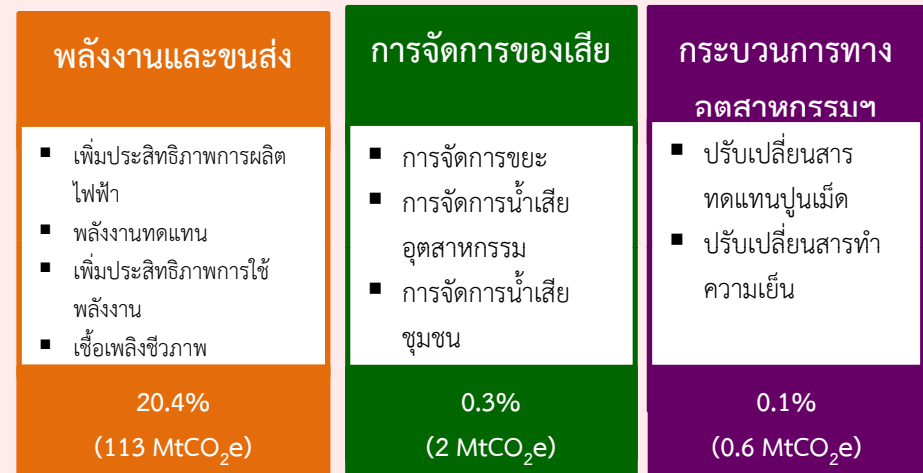 พลังงานและขนส่ง
■ เพิ่มประสิทธิภาพการผลิต
ไฟฟ้า
■ พลังงานทดแทน
■ เพิ่มประสิทธิภาพการใช้
พลังงาน
■ เชื้อเพลิงชีวภาพ
20.4%
(113 MtCO₂e)
การจัดการของเสีย
■ การจัดการขยะ
■ การจัดการน้ำเสีย
อุตสาหกรรม
■ การจัดการน้ำเสีย
ชุมชน
0.3%
(2 MtCO₂e)
กระบวนการทาง
อุตสาหกรรมฯ
■ ปรับเปลี่ยนสาร
ทดแทนปูนเม็ด
■ ปรับเปลี่ยนสารทำ
ความเย็น
0.1%
(0.6 MtCO₂e)